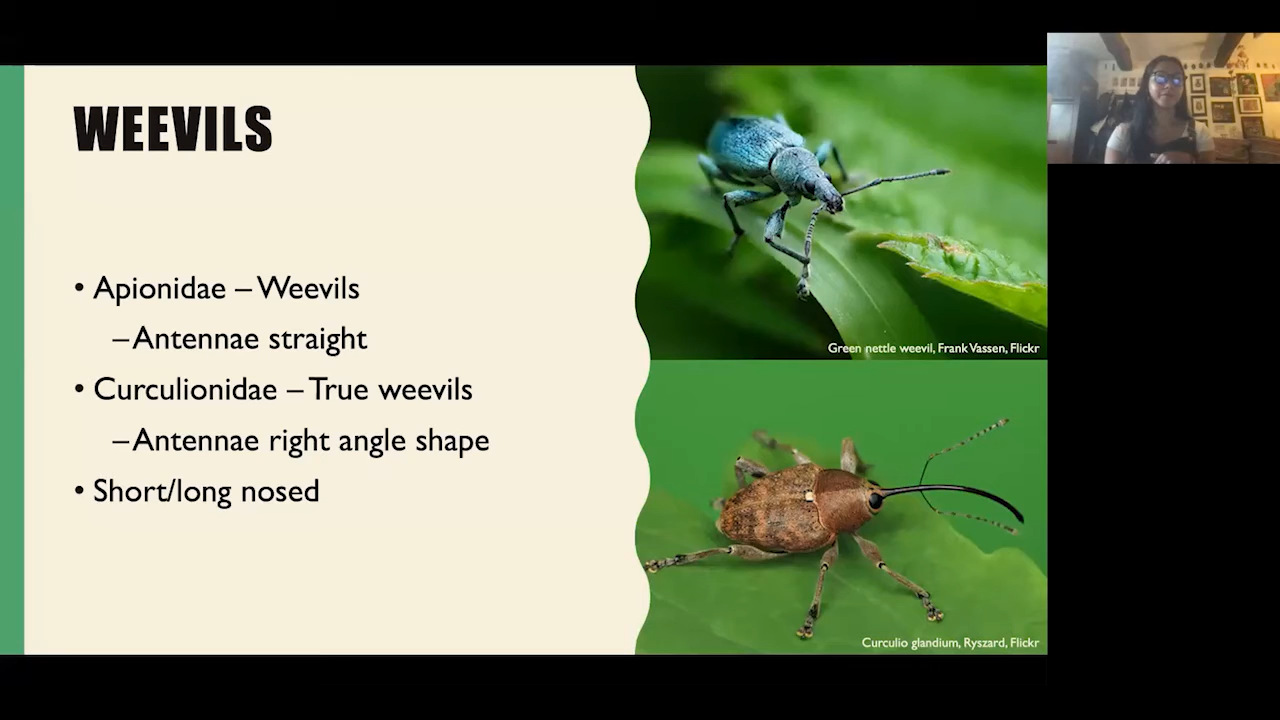 WEEVILS
• Apionidae – Weevils
–Antennae straight
• Curculionidae – True weevils
–Antennae right angle shape
• Short/long nosed
Green nettle weevil, Frank Vassen, Flickr
Curculio glandium, Ryszard, Flickr